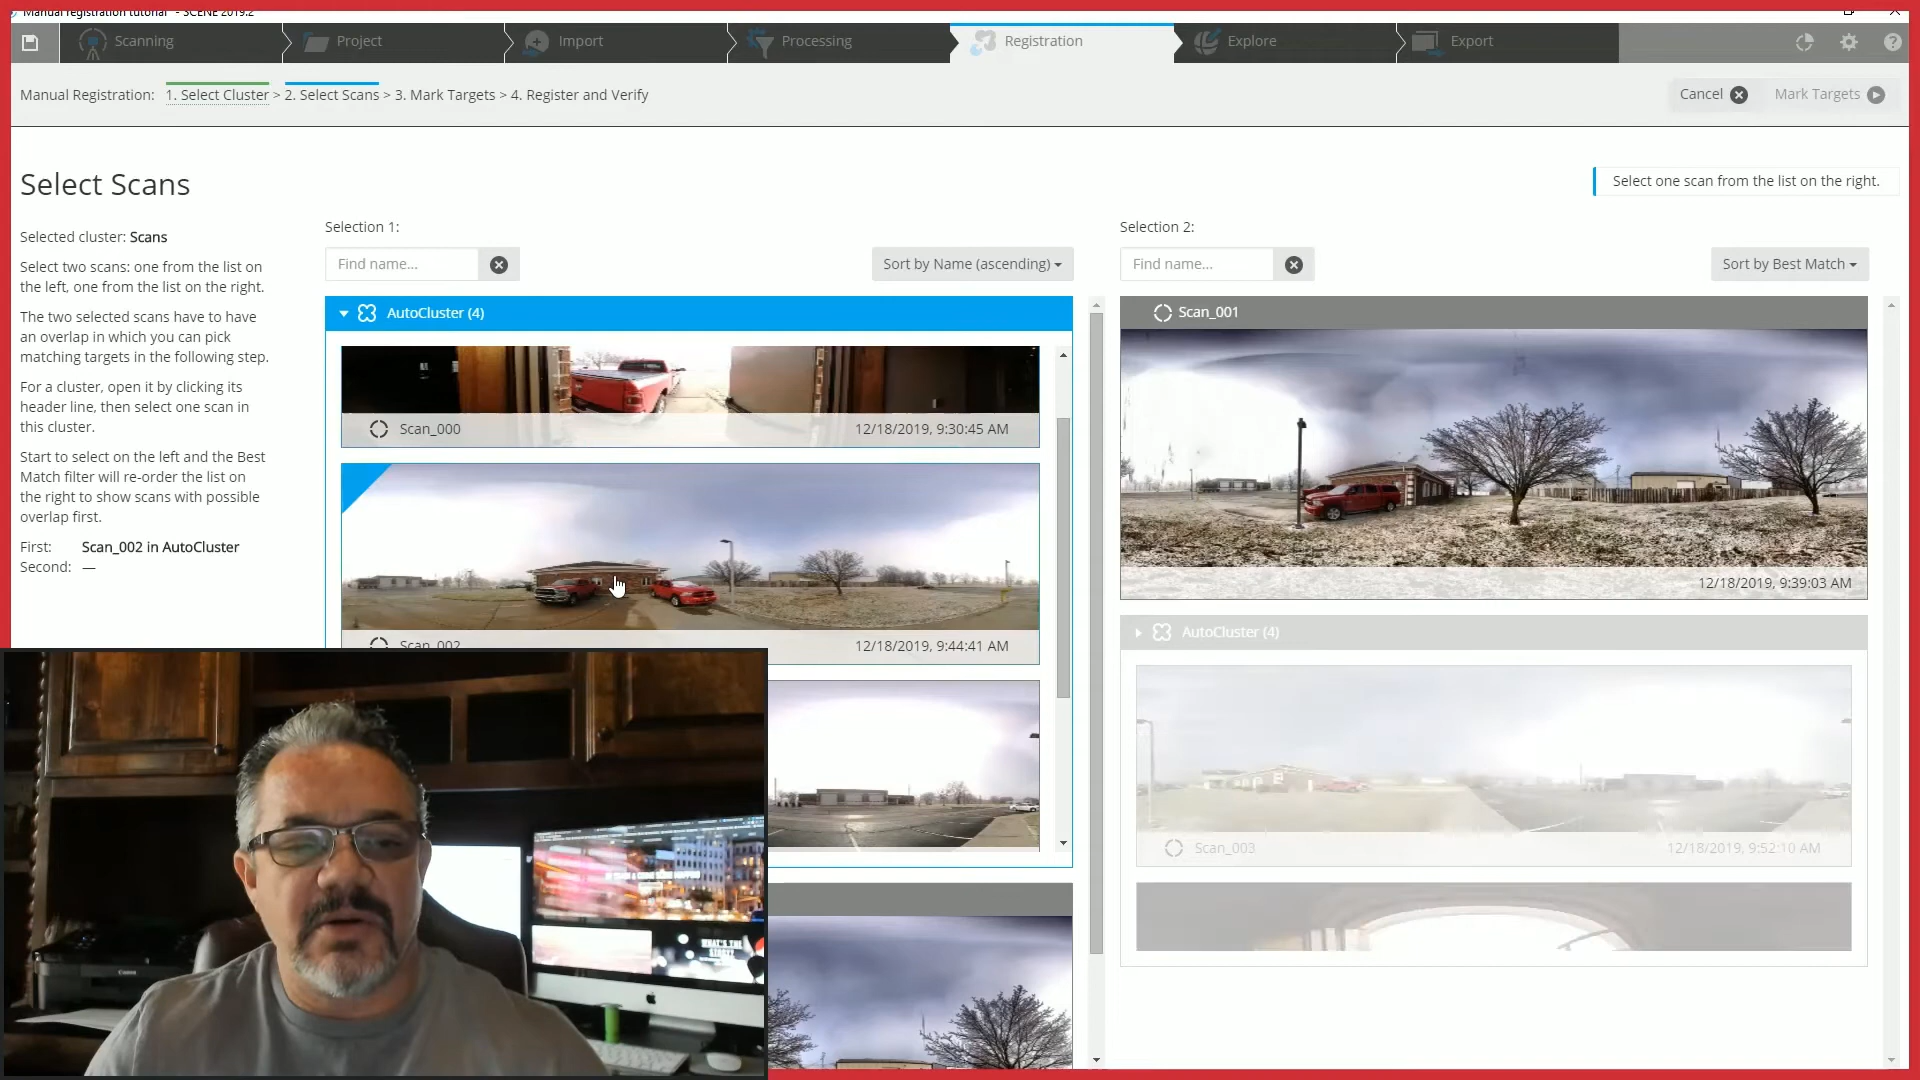 Manual registration tutorial - SCENE 2019.2
Scanning
Project
Import
Processing
Registration
Explore
Export
Manual Registration: 1. Select Cluster > 2. Select Scans > 3. Mark Targets > 4. Register and Verify
Cancel
Mark Targets
Select Scans
Select one scan from the list on the right.
Selected cluster: Scans
Select two scans: one from the list on
the left, one from the list on the right.
The two selected scans have to have
an overlap in which you can pick
matching targets in the following step.
For a cluster, open it by clicking its
header line, then select one scan in
this cluster.
Start to select on the left and the Best
Match filter will re-order the list on
the right to show scans with possible
overlap first.
First: Scan_002 in AutoCluster
Second: —
Selection 1:
Find name...
Sort by Name (ascending)
AutoCluster (4)
Scan_000
12/18/2019, 9:30:45 AM
Scan_002
12/18/2019, 9:44:41 AM
Selection 2:
Find name...
Sort by Best Match
Scan_001
12/18/2019, 9:39:03 AM
AutoCluster (4)
Scan_003
12/18/2019, 9:52:10 AM
Canon
WHAT'S THE
STORY?